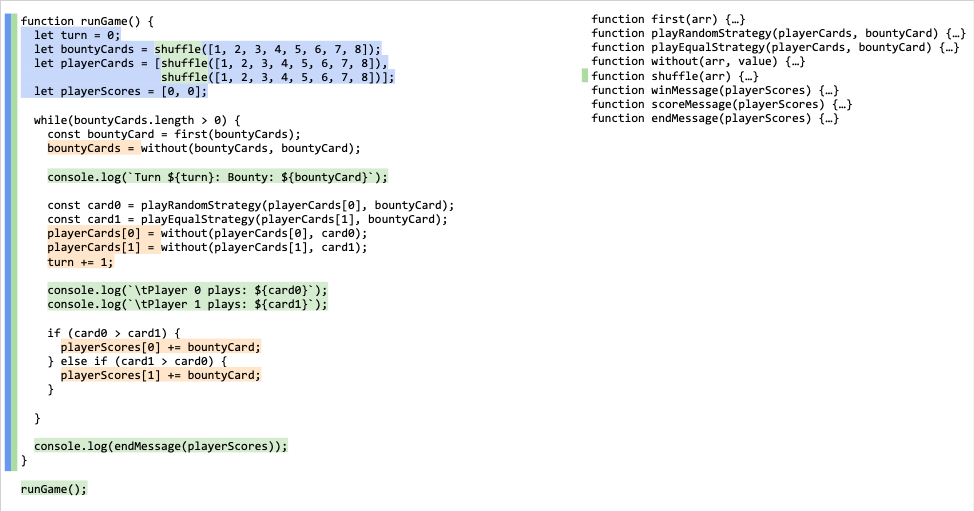 function runGame() {
let turn = 0;
let bountyCards = shuffle([1, 2, 3, 4, 5, 6, 7, 8]);
let playerCards = [shuffle([1, 2, 3, 4, 5, 6, 7, 8]),
shuffle([1, 2, 3, 4, 5, 6, 7, 8])];
let playerScores = [0, 0];
while(bountyCards.length > 0) {
const bountyCard = first(bountyCards);
bountyCards = without(bountyCards, bountyCard);
console.log(`Turn ${turn}: Bounty: ${bountyCard}`);
const card0 = playRandomStrategy(playerCards[0], bountyCard);
const card1 = playEqualStrategy(playerCards[1], bountyCard);
playerCards[0] = without(playerCards[0], card0);
playerCards[1] = without(playerCards[1], card1);
turn += 1;
console.log(`\tPlayer 0 plays: ${card0}`);
console.log(`\tPlayer 1 plays: ${card1}`);
if (card0 > card1) {
playerScores[0] += bountyCard;
} else if (card1 > card0) {
playerScores[1] += bountyCard;
}
}
console.log(endMessage(playerScores));
}
runGame();
function first(arr) {…}
function playRandomStrategy(playerCards, bountyCard) {…}
function playEqualStrategy(playerCards, bountyCard) {…}
function without(arr, value) {…}
function shuffle(arr) {…}
function winMessage(playerScores) {…}
function scoreMessage(playerScores) {…}
function endMessage(playerScores) {…}